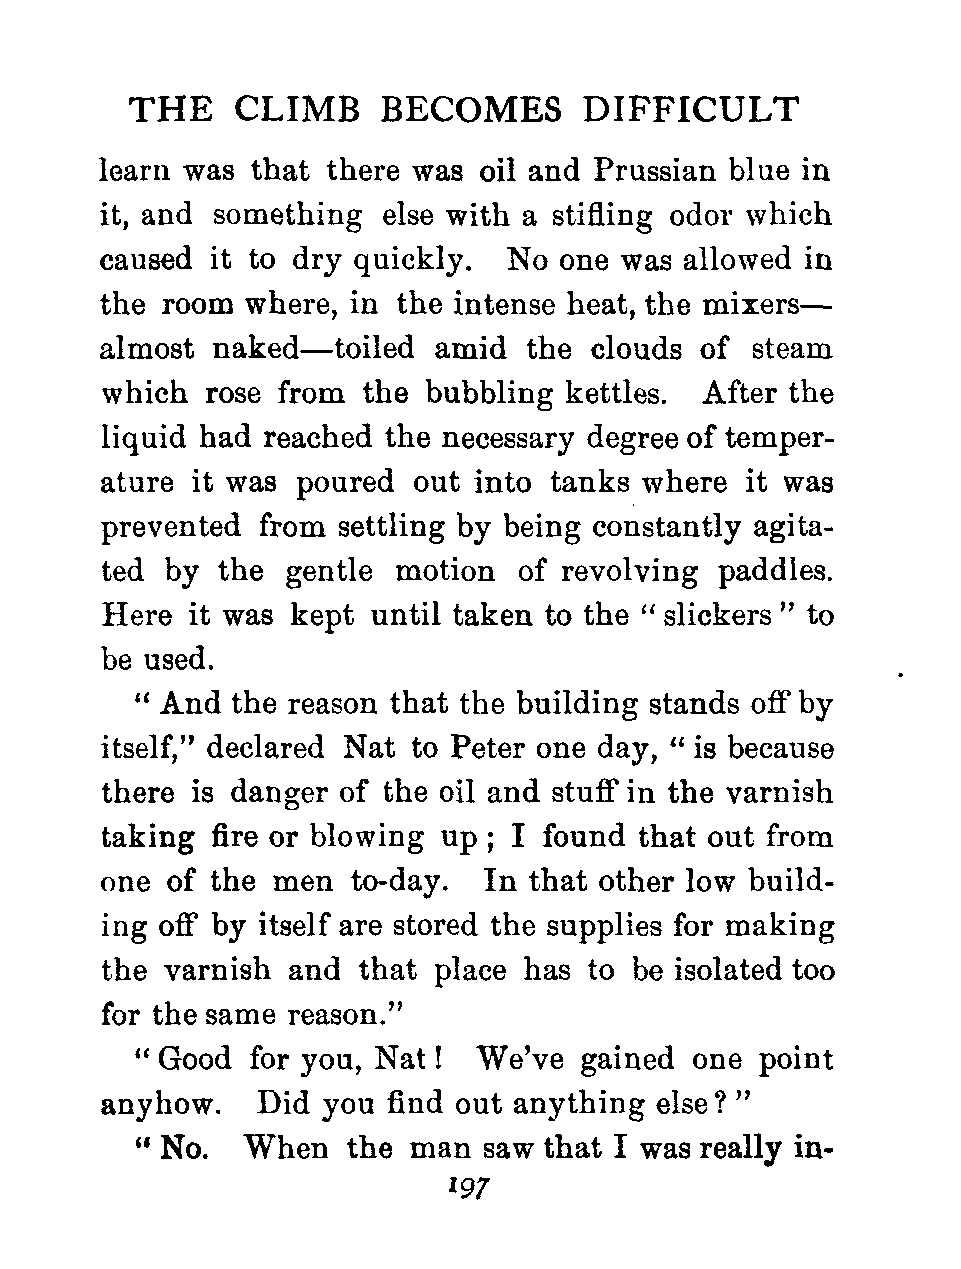 THE CLIMB BECOMES DIFFICULT
learn was that there was oil and Prussian blue in
it, and something else with a stifling odor which
caused it to dry quickly. No one was allowed in
the room where, in the intense heat, the mixers—
almost naked—toiled amid the clouds of steam
which rose from the bubbling kettles. After the
liquid had reached the necessary degree of temper-
ature it was poured out into tanks where it was
prevented from settling by being constantly agita-
ted by the gentle motion of revolving paddles.
Here it was kept until taken to the “ slickers ” to
be used.
“ And the reason that the building stands off by
itself,” declared Nat to Peter one day, “ is because
there is danger of the oil and stuff in the varnish
taking fire or blowing up ; I found that out from
one of the men to-day. In that other low build-
ing off by itself are stored the supplies for making
the varnish and that place has to be isolated too
for the same reason.”
“ Good for you, Nat ! We’ve gained one point
anyhow. Did you find out anything else ? ”
“ No. When the man saw that I was really in-
197